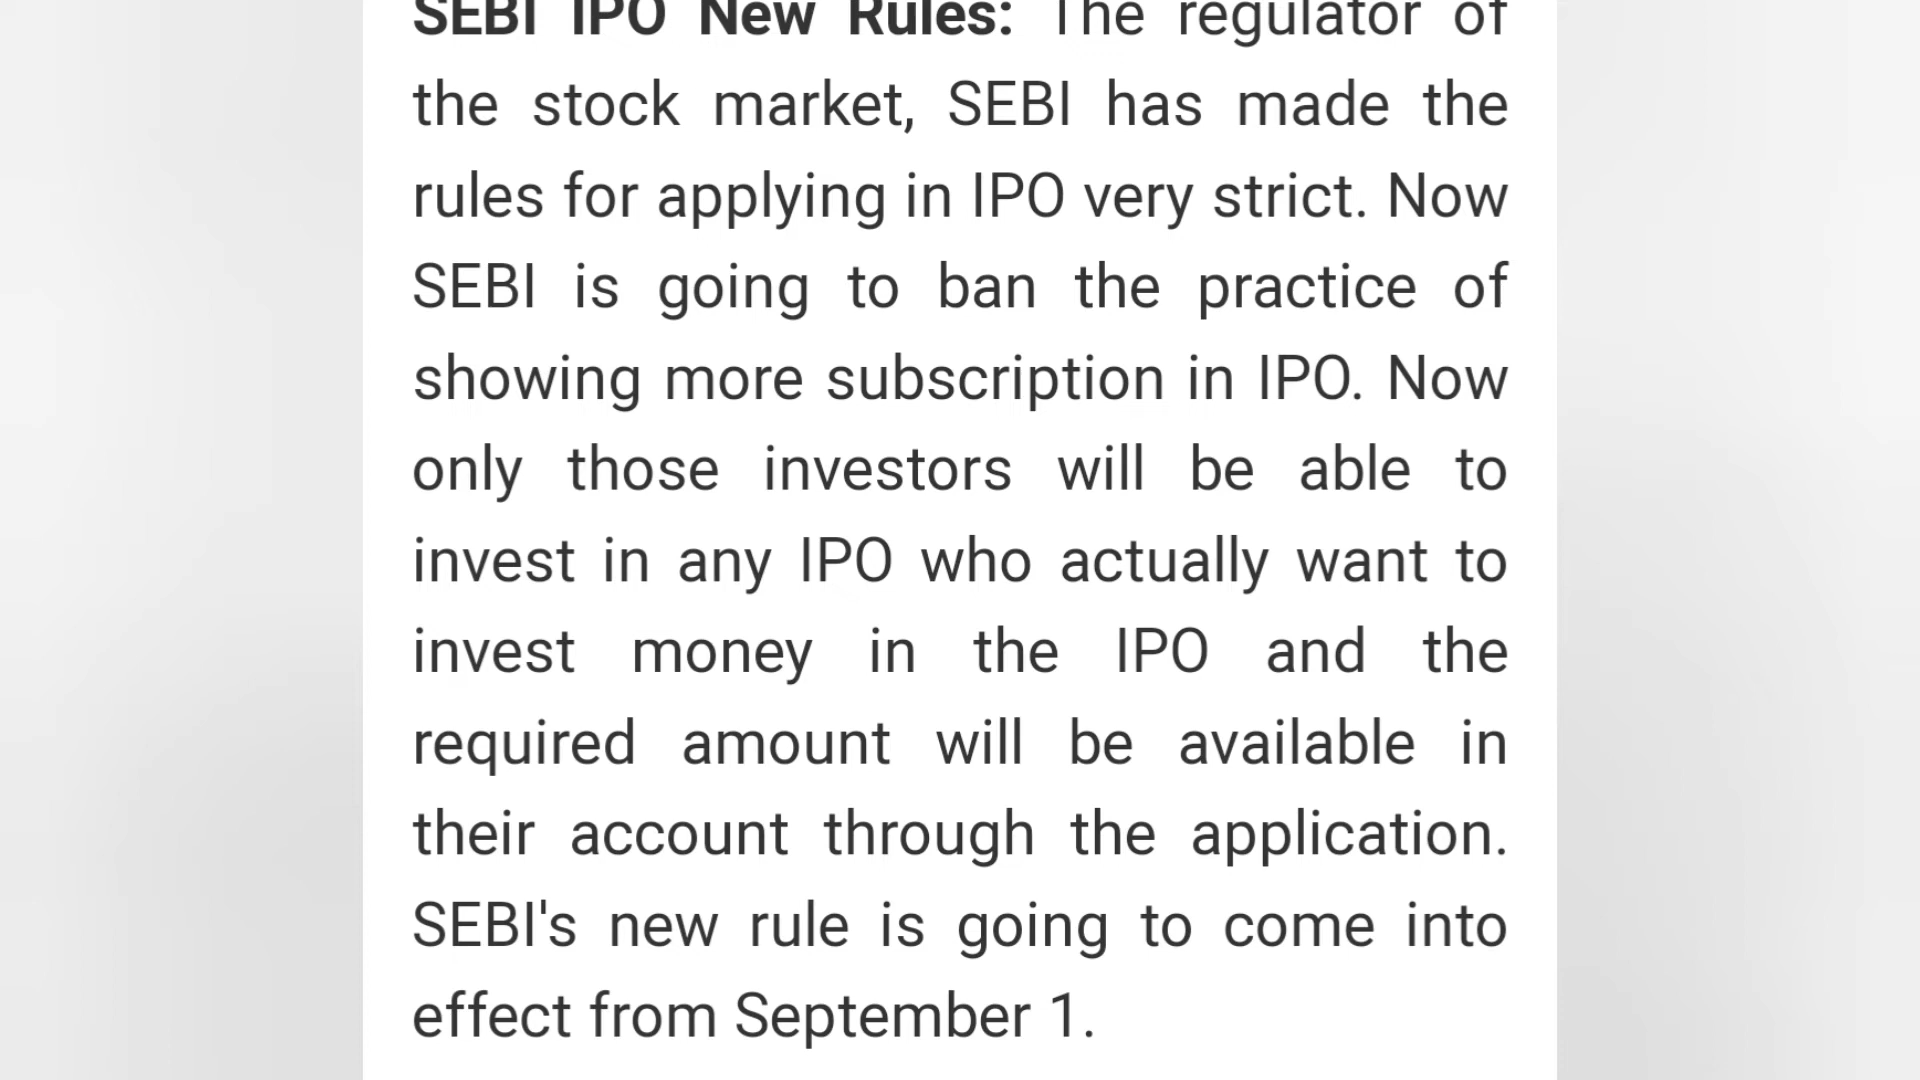 SEBI IPO New Rules: The regulator of
the stock market, SEBI has made the
rules for applying in IPO very strict. Now
SEBI is going to ban the practice of
showing more subscription in IPO. Now
only those investors will be able to
invest in any IPO who actually want to
invest money in the IPO and the
required amount will be available in
their account through the application.
SEBI's new rule is going to come into
effect from September 1.